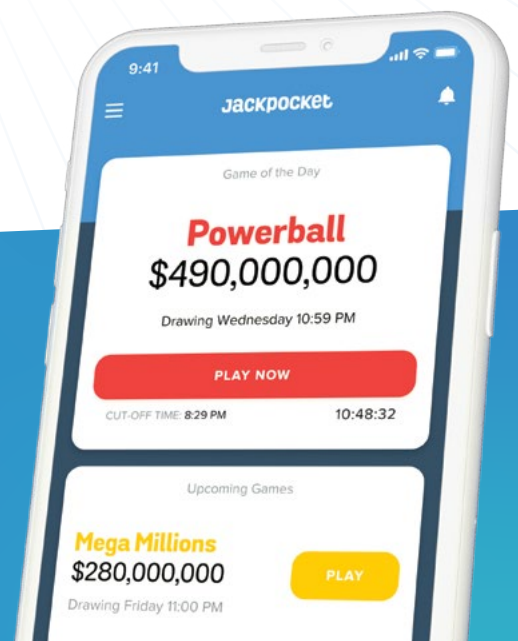 9:41
Jackpocket
Game of the Day
Powerball
$490,000,000
Drawing Wednesday 10:59 PM
PLAY NOW
CUT-OFF TIME: 8:29 PM 10:48:32
Upcoming Games
Mega Millions
$280,000,000
PLAY
Drawing Friday 11:00 PM